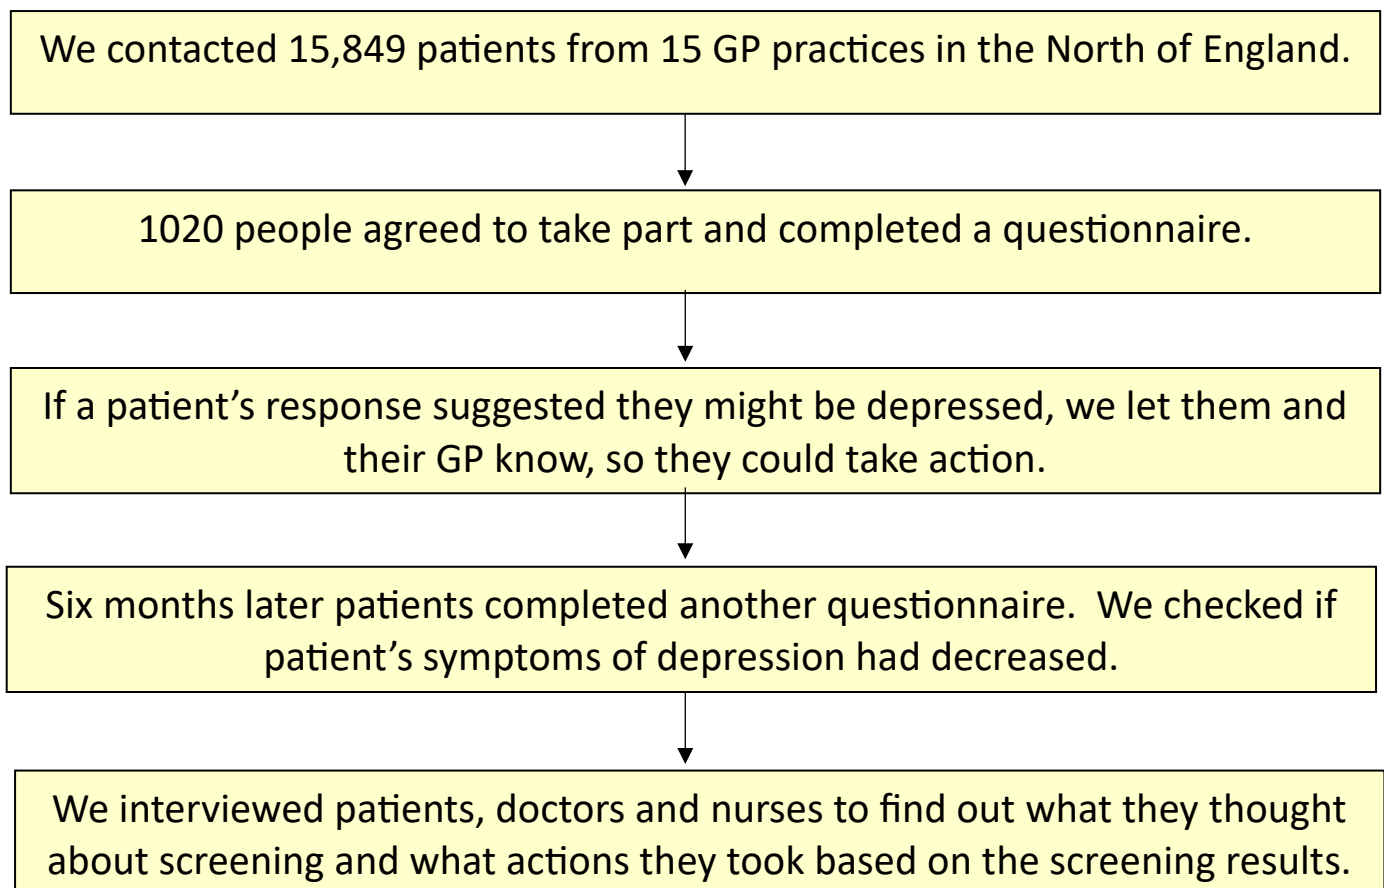 We contacted 15,849 patients from 15 GP practices in the North of England.
1020 people agreed to take part and completed a questionnaire.
If a patient’s response suggested they might be depressed, we let them and
their GP know, so they could take action.
Six months later patients completed another questionnaire.  We checked if
patient’s symptoms of depression had decreased.
We interviewed patients, doctors and nurses to find out what they thought
about screening and what actions they took based on the screening results.